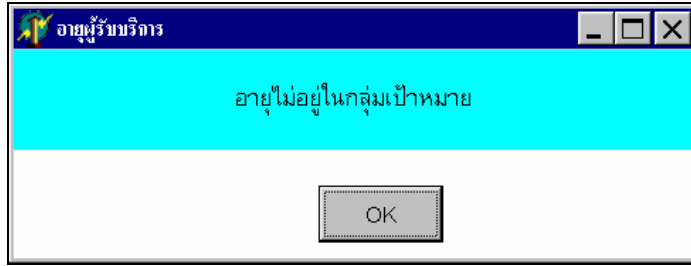 อายุผู้รับบริการ
อายุไม่อยู่ในกลุ่มเป้าหมาย
OK